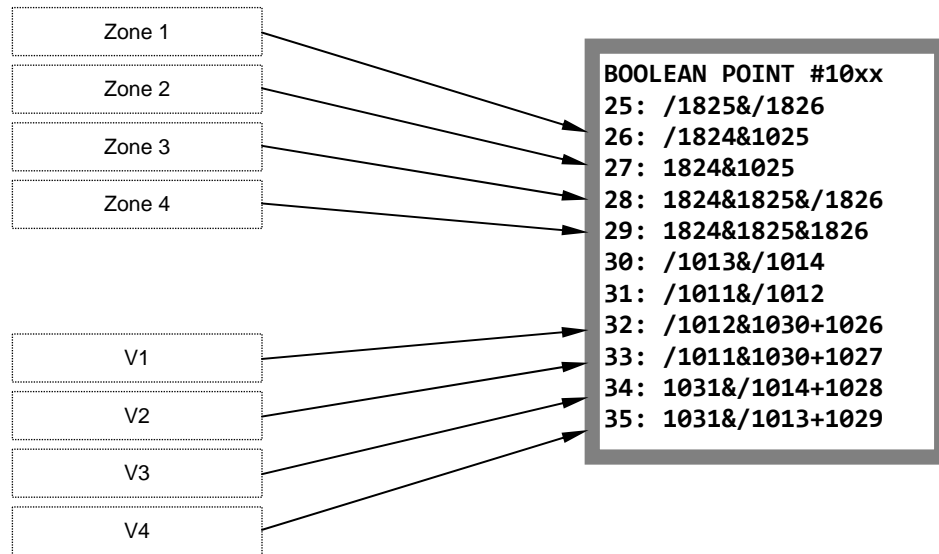 Zone 1
Zone 2
Zone 3
Zone 4
V1
V2
V3
V4
BOOLEAN POINT #10xx
25: /1825&/1826
26: /1824&1025
27: 1824&1025
28: 1824&1825&/1826
29: 1824&1825&1826
30: /1013&/1014
31: /1011&/1012
32: /1012&1030+1026
33: /1011&1030+1027
34: 1031&/1014+1028
35: 1031&/1013+1029